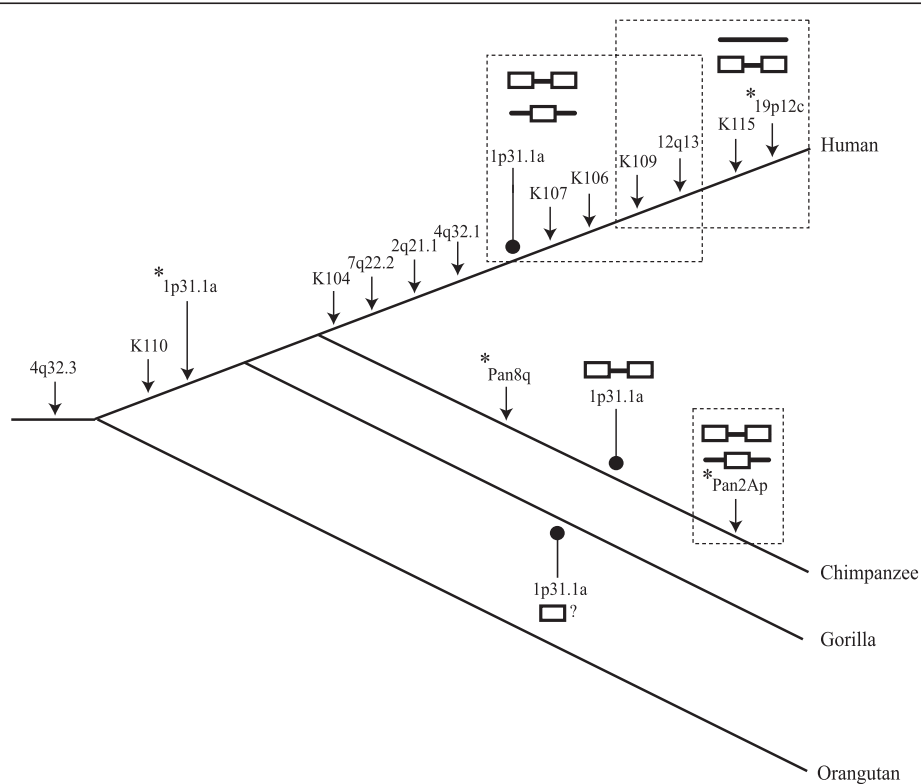 *
19p12c
K115
Human
12q13
1p31.1a
K109
K106
K107
4q32.1
2q21.1
7q22.2
K104
*
1p31.1a
K110
4q32.3
*
Pan8q
1p31.1a
*
Pan2Ap
Chimpanzee
1p31.1a
?
Gorilla
Orangutan